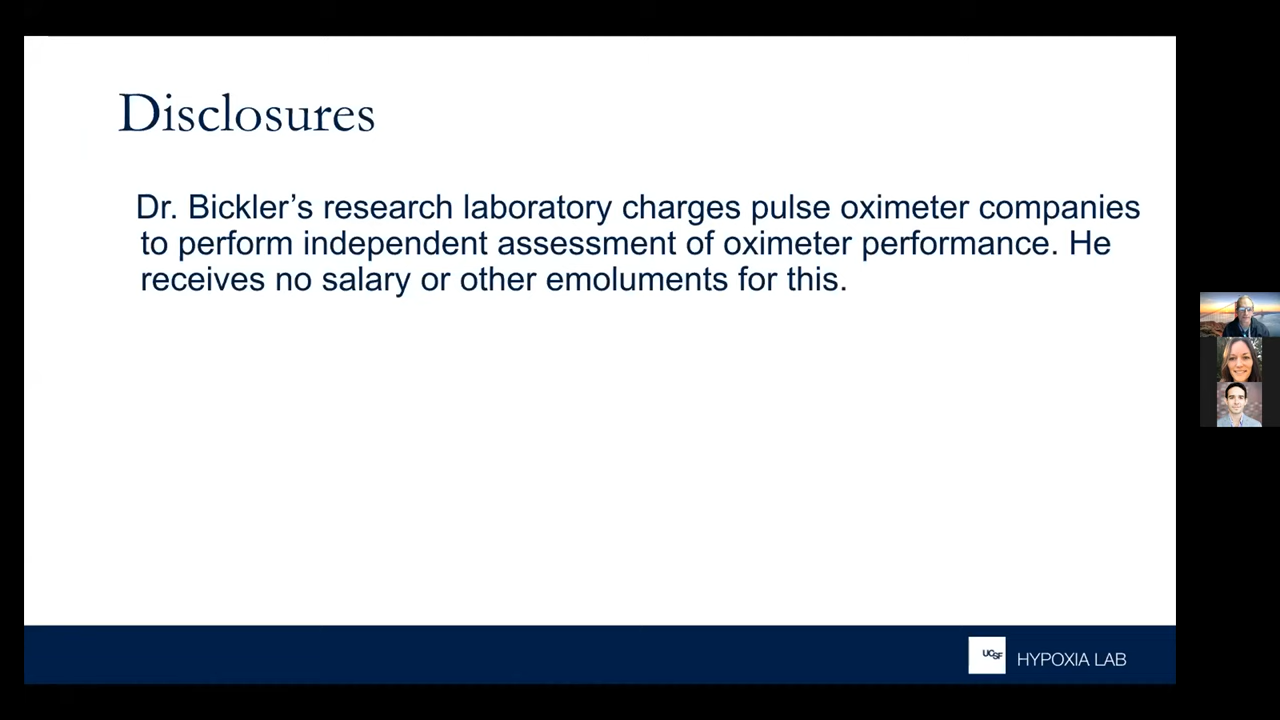 Disclosures
Dr. Bickler’s research laboratory charges pulse oximeter companies
to perform independent assessment of oximeter performance. He
receives no salary or other emoluments for this.
UCSF
HYPOXIA LAB